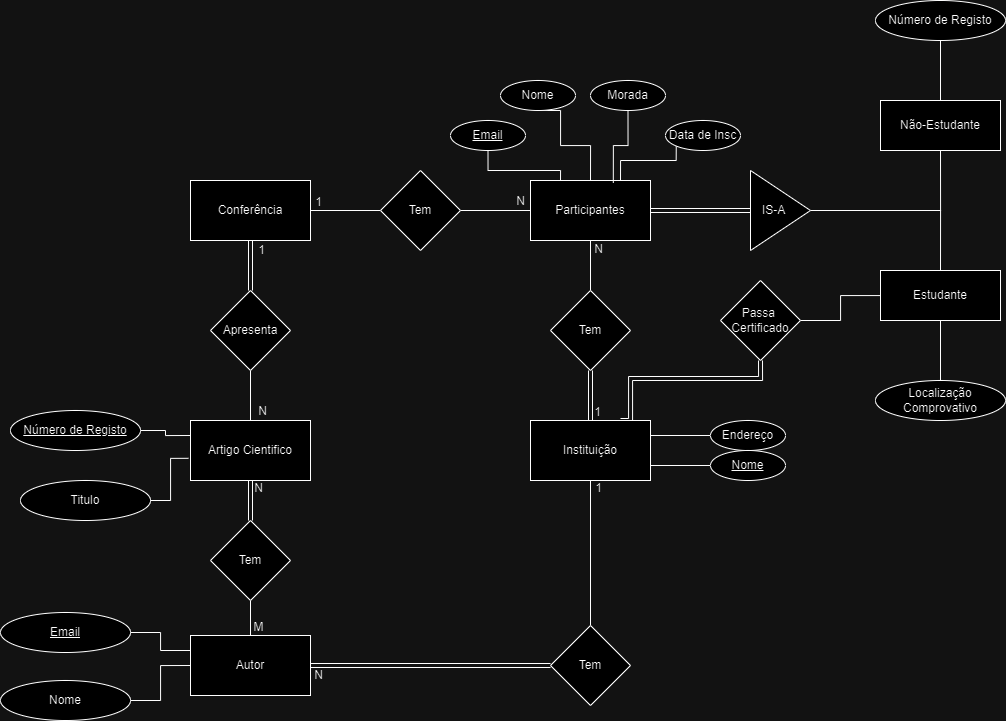 Número de Registo
Nome
Morada
Email
Data de Insc
Não-Estudante
Conferência
1
Tem
N
Participantes
IS-A
1
N
Estudante
Apresenta
Tem
Passa
Certificado
N
1
Localização
Comprovativo
Número de Registo
Artigo Cientifico
Instituição
Endereço
Nome
N
1
Titulo
Tem
M
Email
Autor
N
Tem
Nome